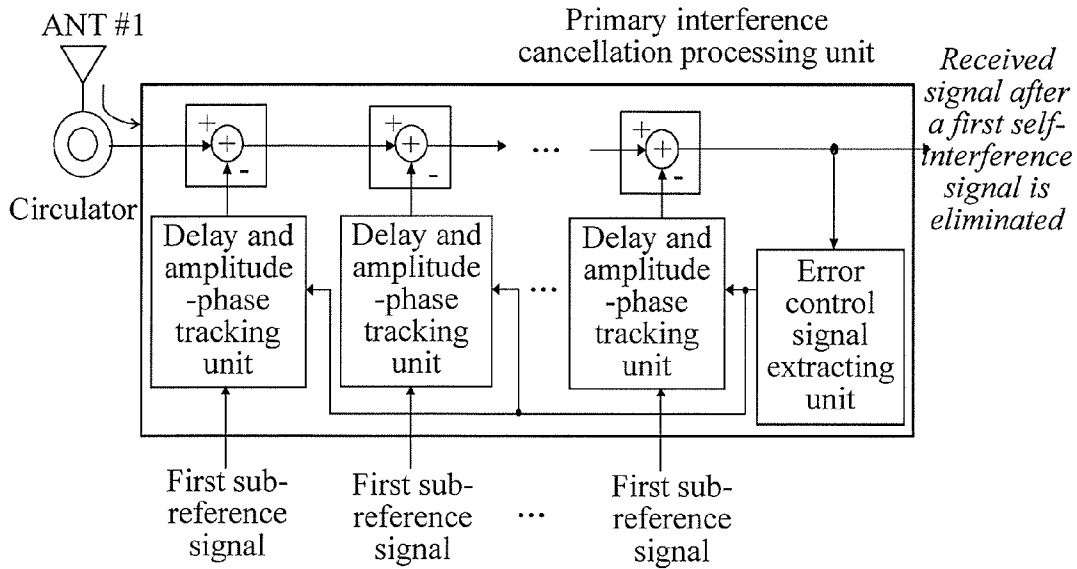 ANT #1
Primary interference
cancellation processing unit
Received
signal after
a first self-
interference
signal is
eliminated
Circulator
+
+
-
+
+
-
...
+
+
-
Delay and
amplitude
-phase
tracking
unit
Delay and
amplitude
-phase
tracking
unit
...
Delay and
amplitude
-phase
tracking
unit
Error
control
signal
extracting
unit
First sub-
reference
signal
First sub-
reference
signal
...
First sub-
reference
signal